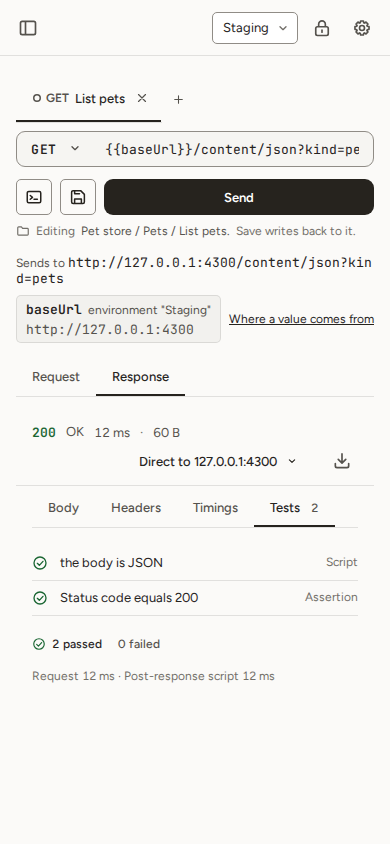 Staging
GET List pets
GET {{baseUrl}}/content/json?kind=pe
Send
Editing Pet store / Pets / List pets. Save writes back to it.
Sends to http://127.0.0.1:4300/content/json?kin
d=pets
baseUrl environment "Staging"
http://127.0.0.1:4300
Where a value comes from
Request Response
200 OK 12 ms · 60 B
Direct to 127.0.0.1:4300
Body Headers Timings Tests 2
the body is JSON Script
Status code equals 200 Assertion
2 passed 0 failed
Request 12 ms · Post-response script 12 ms